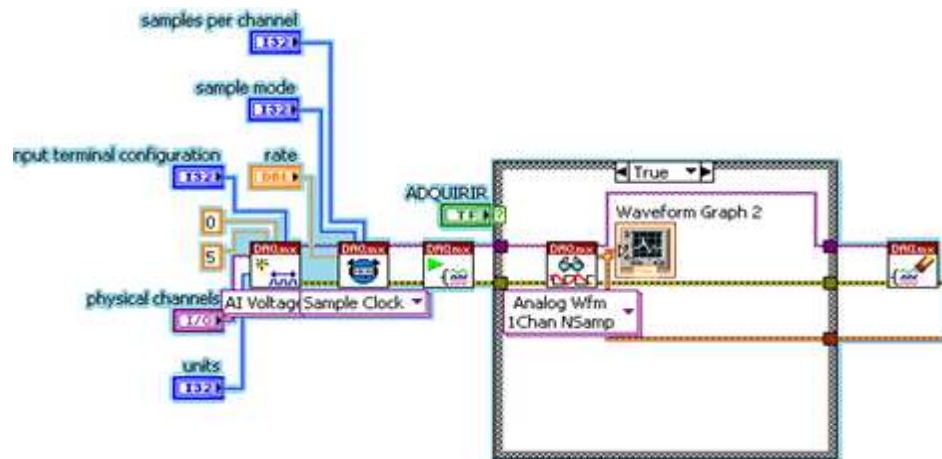 samples per channel
I32
sample mode
I32
nput terminal configuration
I32
rate
DBL
ADQUIRIR
TF
?
True
Waveform Graph 2
0
5
DAQmx
DAQmx
DAQmx
DAQmx
DAQmx
physical channels
I/O
AI Voltage
Sample Clock
Analog Wfm
1Chan NSamp
units
I32